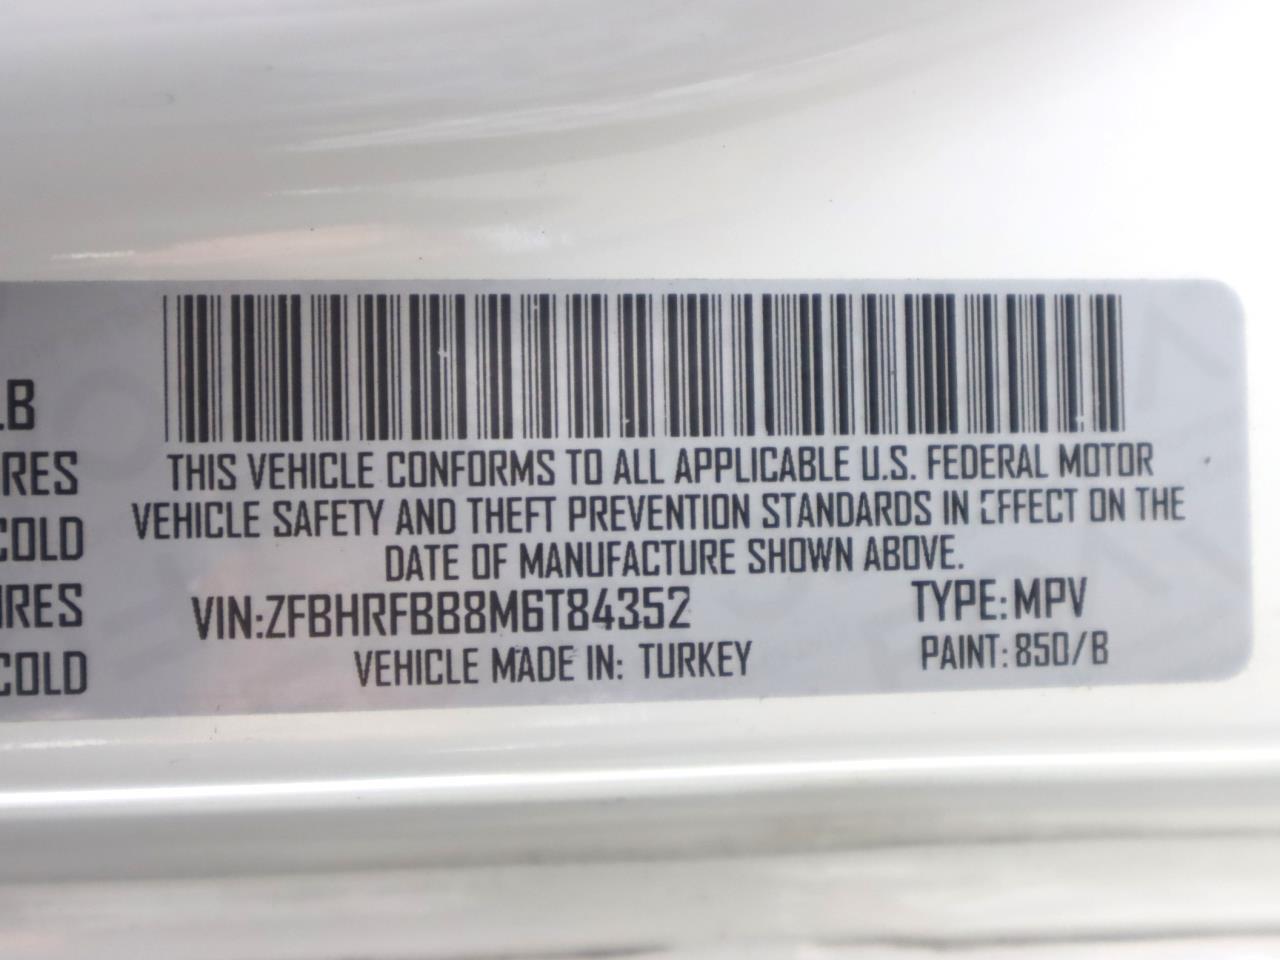 LB
RES
COLD
IRES
COLD
THIS VEHICLE CONFORMS TO ALL APPLICABLE U.S. FEDERAL MOTOR
VEHICLE SAFETY AND THEFT PREVENTION STANDARDS IN EFFECT ON THE
DATE OF MANUFACTURE SHOWN ABOVE.
VIN:ZFBHRFBB8M6T84352 TYPE:MPV
VEHICLE MADE IN: TURKEY PAINT:850/B